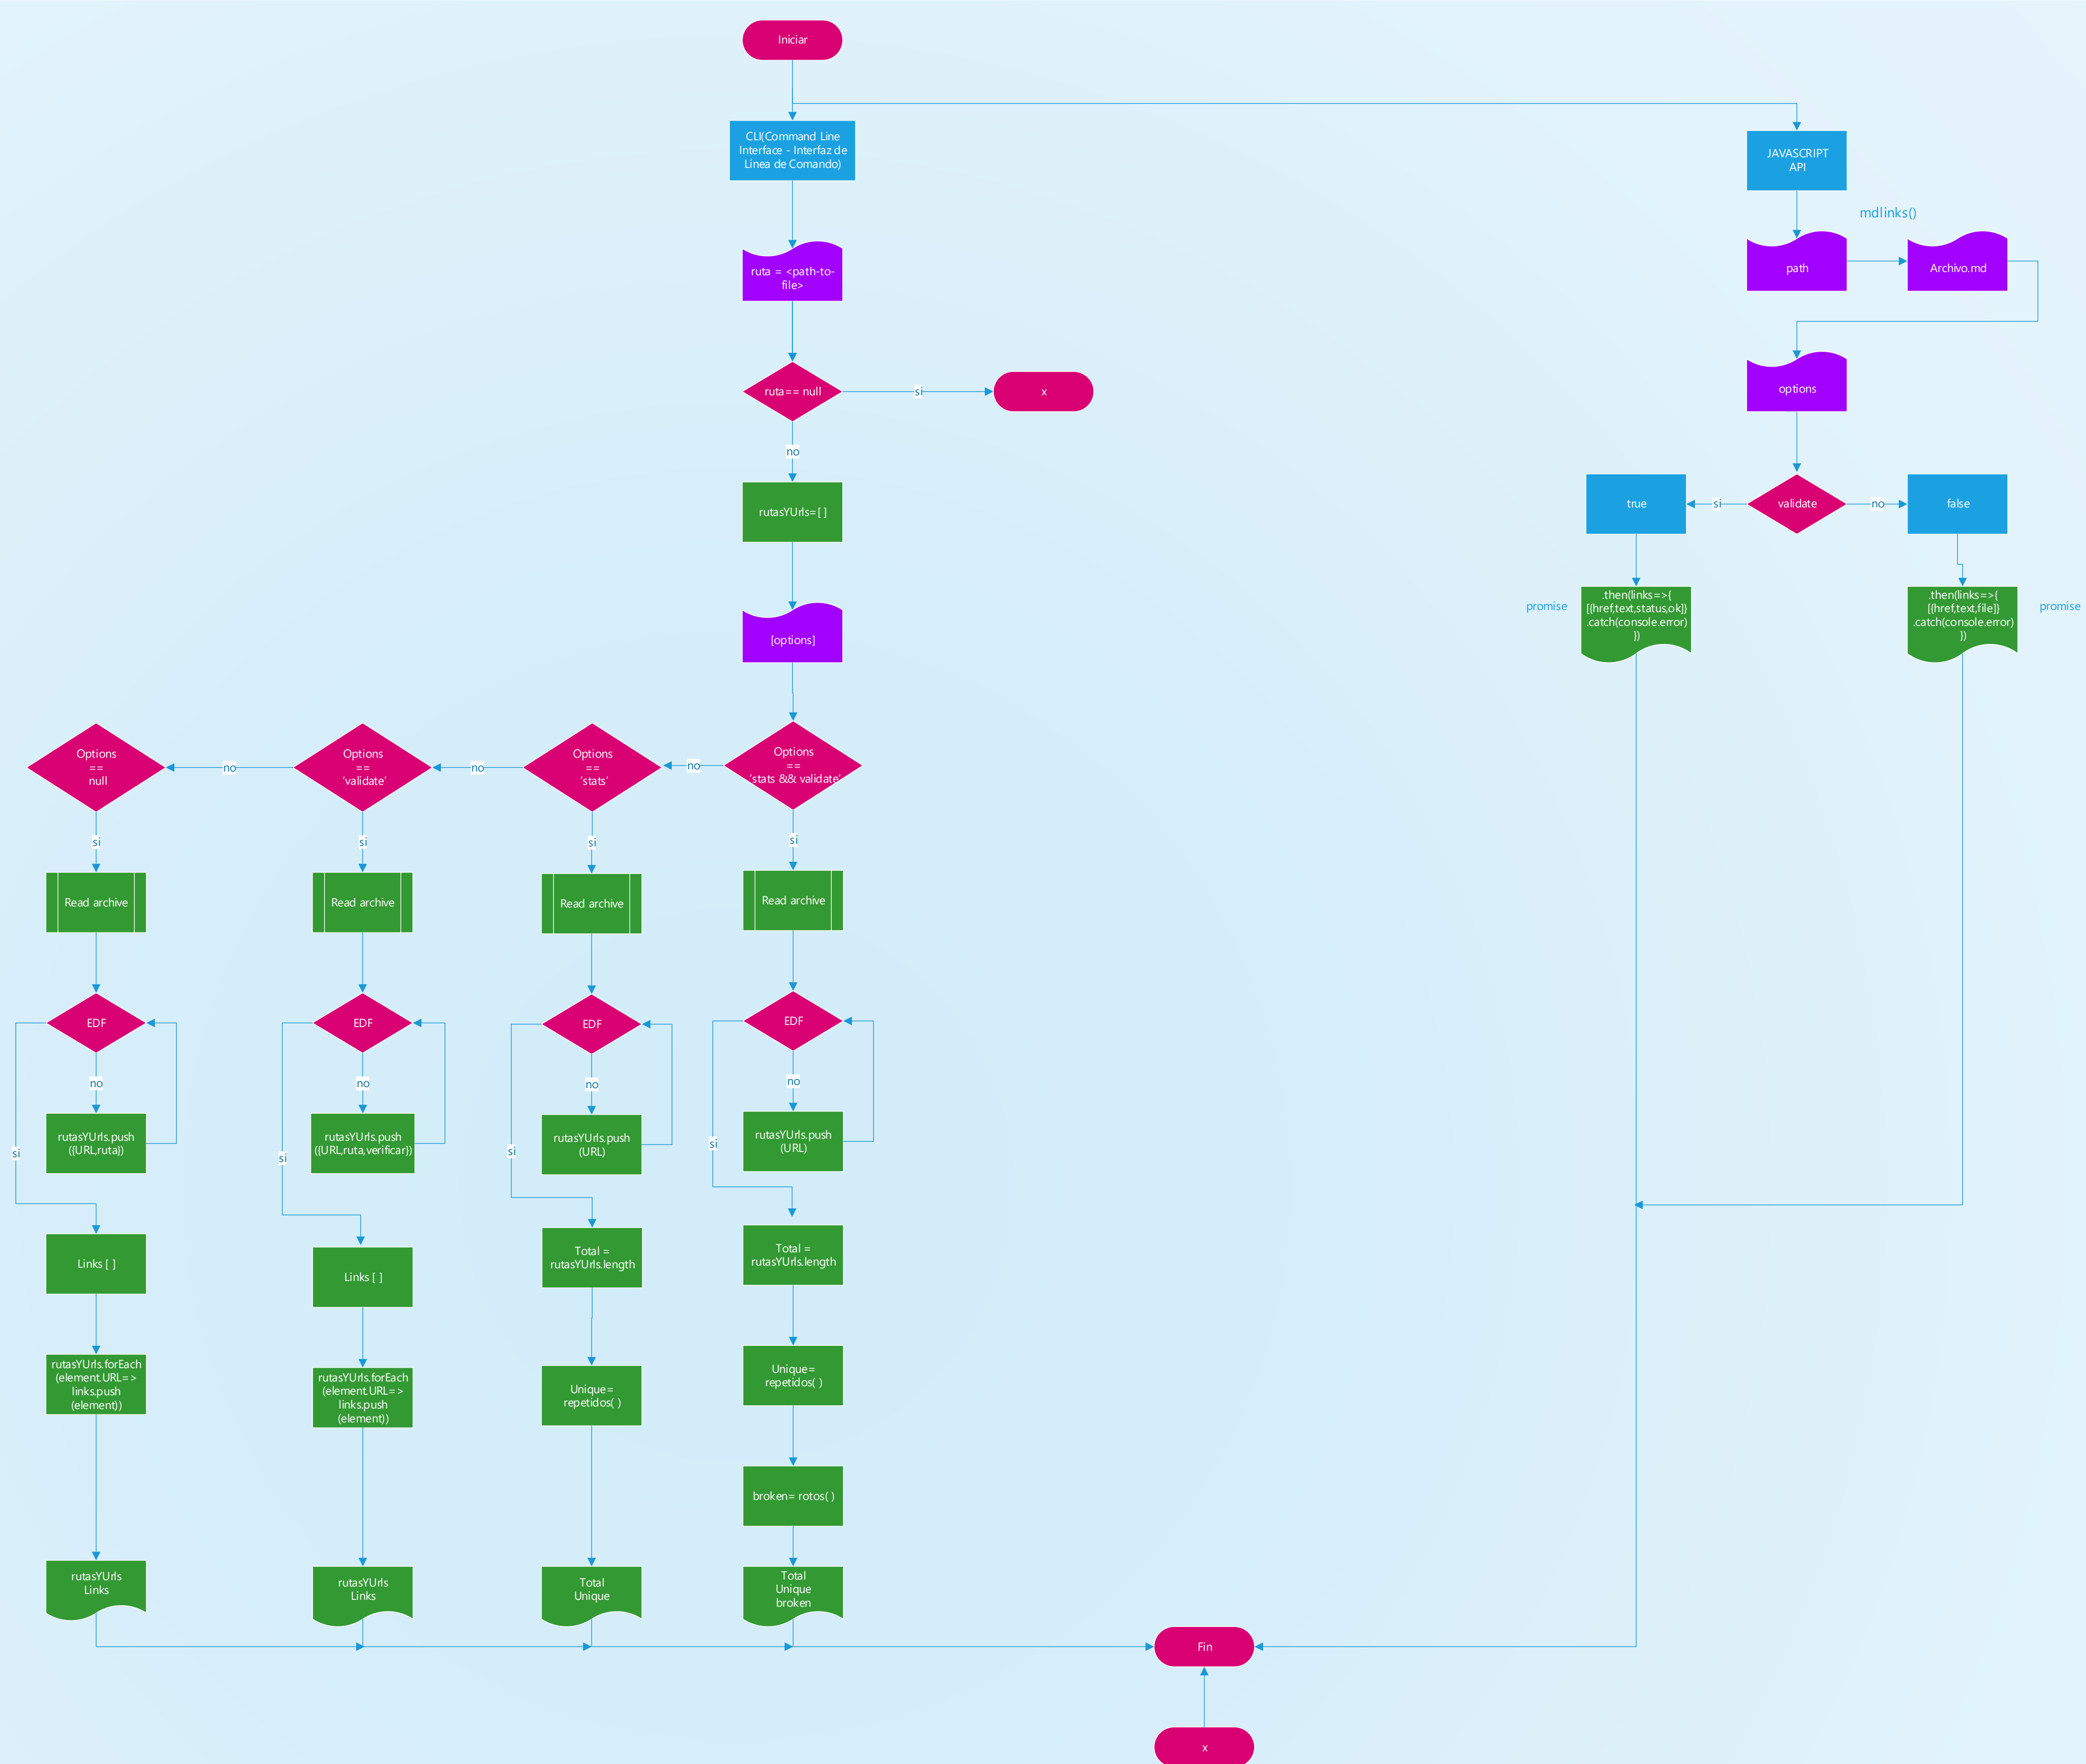 Iniciar
CLI(Command Line
Interface - Interfaz de
Línea de Comando)
JAVASCRIPT
API
mdlinks()
ruta = <path-to-
file>
path
Archivo.md
ruta== null
si
x
options
no
rutasYUrls=[ ]
true
si
validate
no
false
[options]
promise
.then(links=>{
[{href,text,status,ok}]
.catch(console.error)
})
.then(links=>{
[{href,text,file]}
.catch(console.error)
})
promise
Options
==
null
no
Options
==
‘validate’
no
Options
==
‘stats’
no
Options
==
‘stats && validate’
si
si
si
si
Read archive
Read archive
Read archive
Read archive
EDF
EDF
EDF
EDF
no
no
no
no
rutasYUrls.push
({URL,ruta})
rutasYUrls.push
({URL,ruta,verificar})
rutasYUrls.push
(URL)
rutasYUrls.push
(URL)
si
si
si
si
Links [ ]
Links [ ]
Total =
rutasYUrls.length
Total =
rutasYUrls.length
rutasYUrls.forEach
(element.URL=>
links.push
(element))
rutasYUrls.forEach
(element.URL=>
links.push
(element))
Unique=
repetidos( )
Unique=
repetidos( )
broken= rotos( )
rutasYUrls
Links
rutasYUrls
Links
Total
Unique
Total
Unique
broken
Fin
x